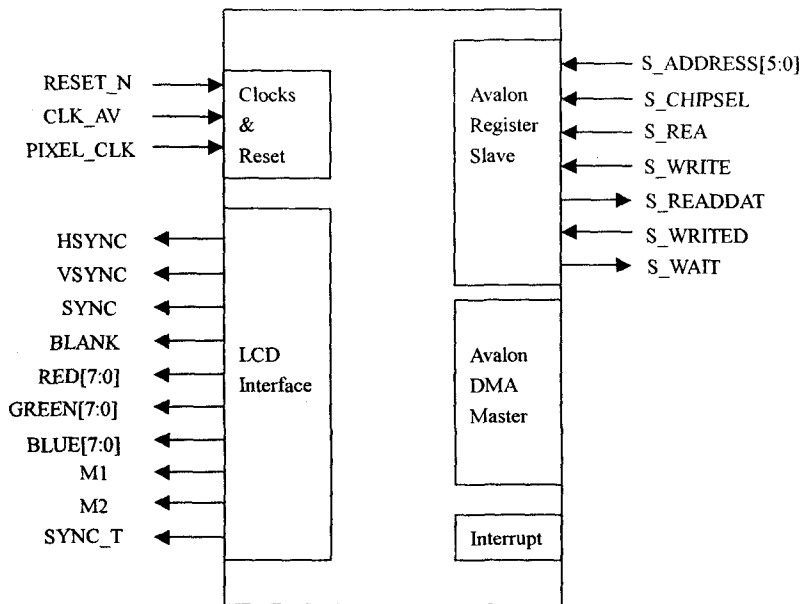 RESET_N
CLK_AV
PIXEL_CLK
Clocks
&
Reset
HSYNC
VSYNC
SYNC
BLANK
RED[7:0]
GREEN[7:0]
BLUE[7:0]
M1
M2
SYNC_T
LCD
Interface
Avalon
Register
Slave
S_ADDRESS[5:0]
S_CHIPSEL
S_REA
S_WRITE
S_READDAT
S_WRITED
S_WAIT
Avalon
DMA
Master
Interrupt